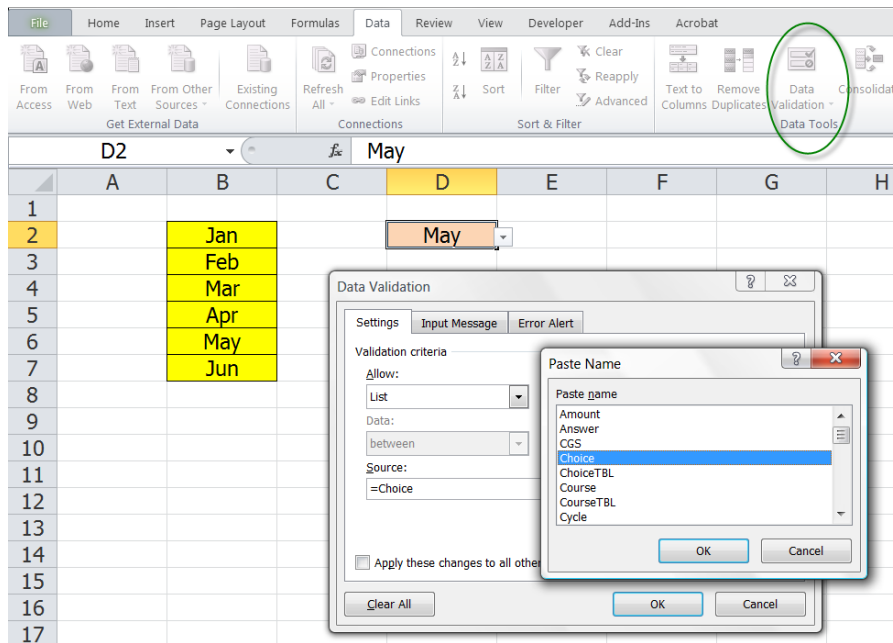 File Home Insert Page Layout Formulas Data Review View Developer Add-Ins Acrobat
From Access
From Web
From Text
From Other Sources
Existing Connections
Get External Data
Refresh All
Connections
Properties
Edit Links
Connections
A Z
Z A
Sort
Filter
Clear
Reapply
Advanced
Sort & Filter
Text to Columns
Remove Duplicates
Data Validation
Consolidat
Data Tools
D2 fx May
A B C D E F G H
1
2 Jan May
3 Feb
4 Mar
5 Apr
6 May
7 Jun
8
9
10
11
12
13
14
15
16
17
Data Validation
Settings Input Message Error Alert
Validation criteria
Allow:
List
Data:
between
Source:
=Choice
Apply these changes to all other
Clear All OK Cancel
Paste Name
Paste name
Amount
Answer
CGS
Choice
ChoiceTBL
Course
CourseTBL
Cycle
OK Cancel